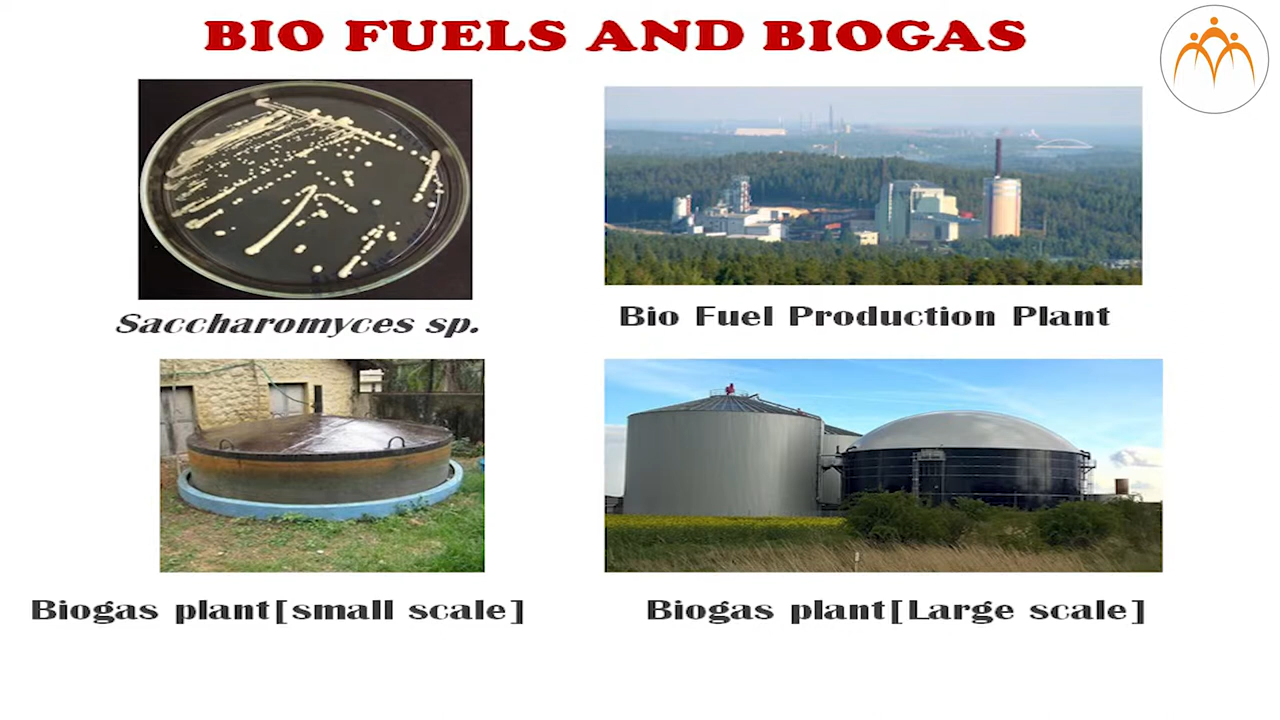 BIO FUELS AND BIOGAS
Saccharomyces sp.
Bio Fuel Production Plant
Biogas plant[small scale]
Biogas plant[Large scale]